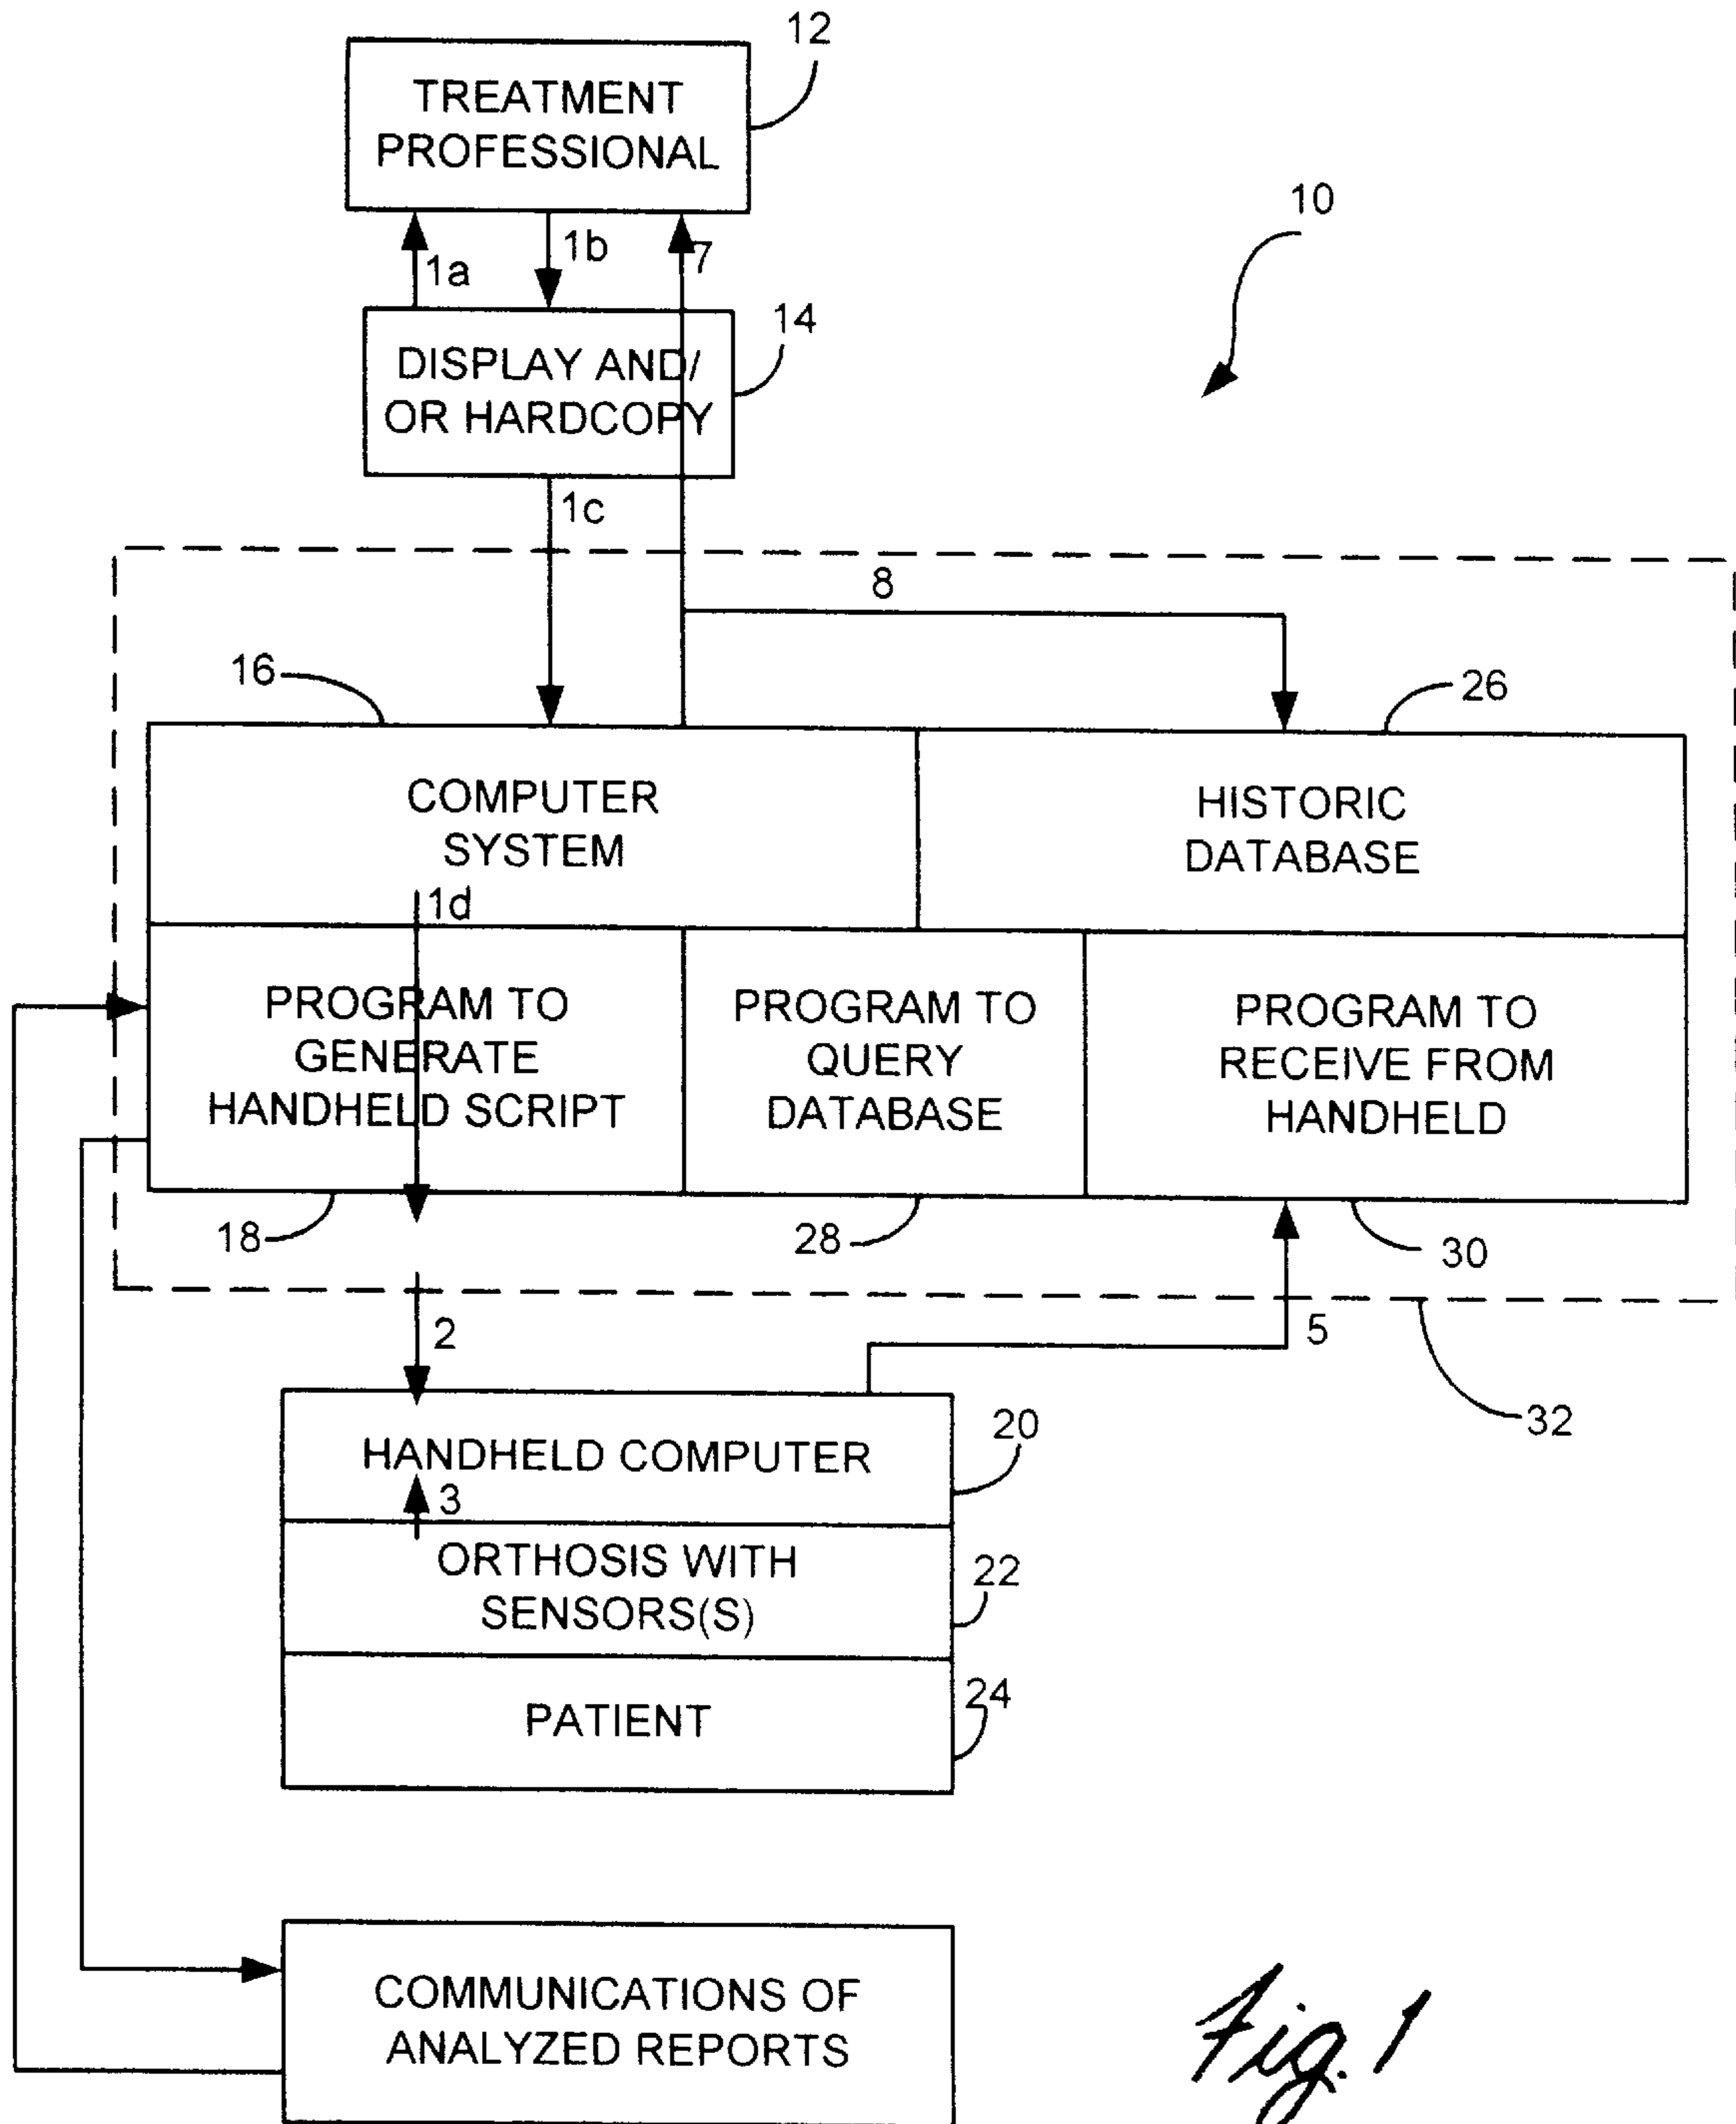 12
TREATMENT
PROFESSIONAL
10
1a
1b
7
14
DISPLAY AND/
OR HARDCOPY
1c
8
16
26
COMPUTER
SYSTEM
HISTORIC
DATABASE
1d
PROGRAM TO
GENERATE
HANDHELD SCRIPT
PROGRAM TO
QUERY
DATABASE
PROGRAM TO
RECEIVE FROM
HANDHELD
18
28
30
2
5
32
20
HANDHELD COMPUTER
3
ORTHOSIS WITH
SENSORS(S)
22
PATIENT
24
COMMUNICATIONS OF
ANALYZED REPORTS
Fig. 1